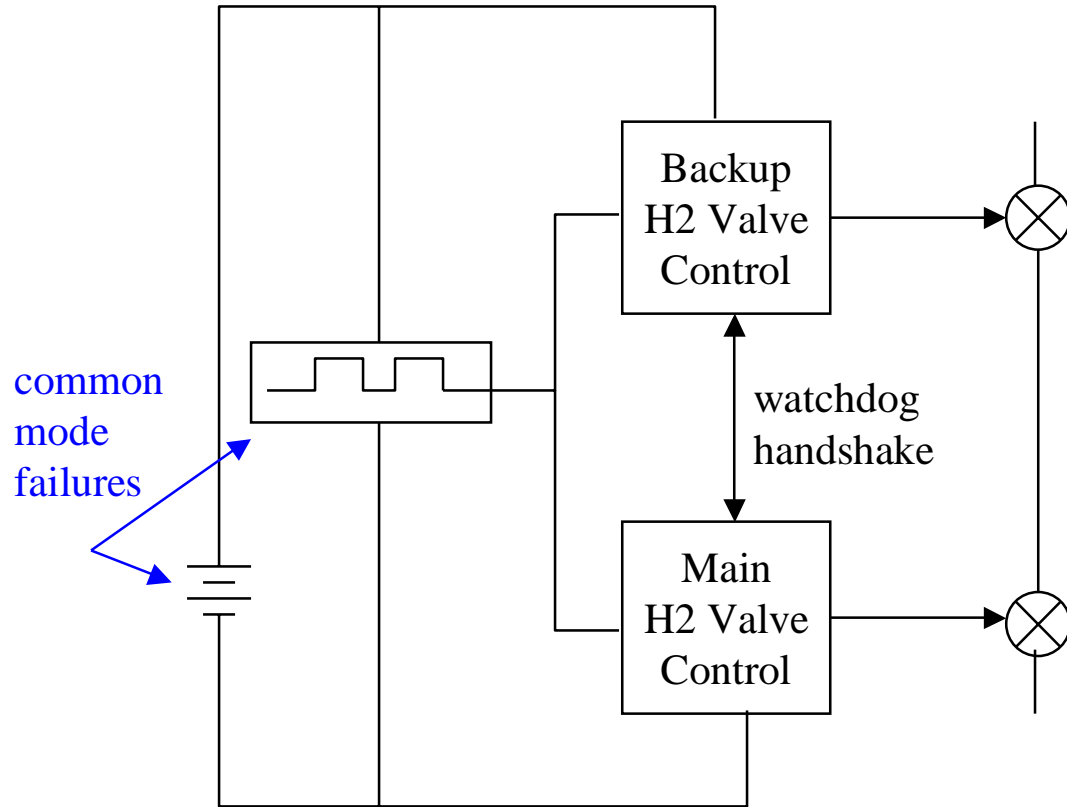 Backup
H2 Valve
Control
common
mode
failures
watchdog
handshake
Main
H2 Valve
Control